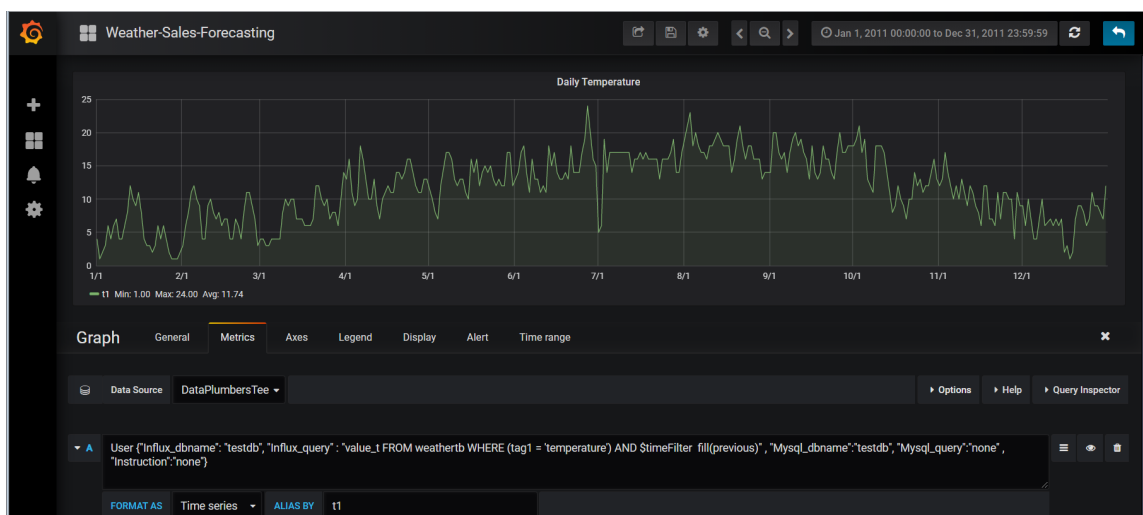 Weather-Sales-Forecasting
Jan 1, 2011 00:00:00 to Dec 31, 2011 23:59:59
Daily Temperature
25
20
15
10
5
0
1/1 2/1 3/1 4/1 5/1 6/1 7/1 8/1 9/1 10/1 11/1 12/1
t1 Min: 1.00 Max: 24.00 Avg: 11.74
Graph General Metrics Axes Legend Display Alert Time range
Data Source DataPlumbersTee Options Help Query Inspector
A User {"Influx_dbname": "testdb", "Influx_query" : "value_t FROM weathertb WHERE (tag1 = 'temperature') AND $timeFilter fill(previous)" , "Mysql_dbname":"testdb", "Mysql_query":"none" ,
"Instruction":"none"}
FORMAT AS Time series ALIAS BY t1